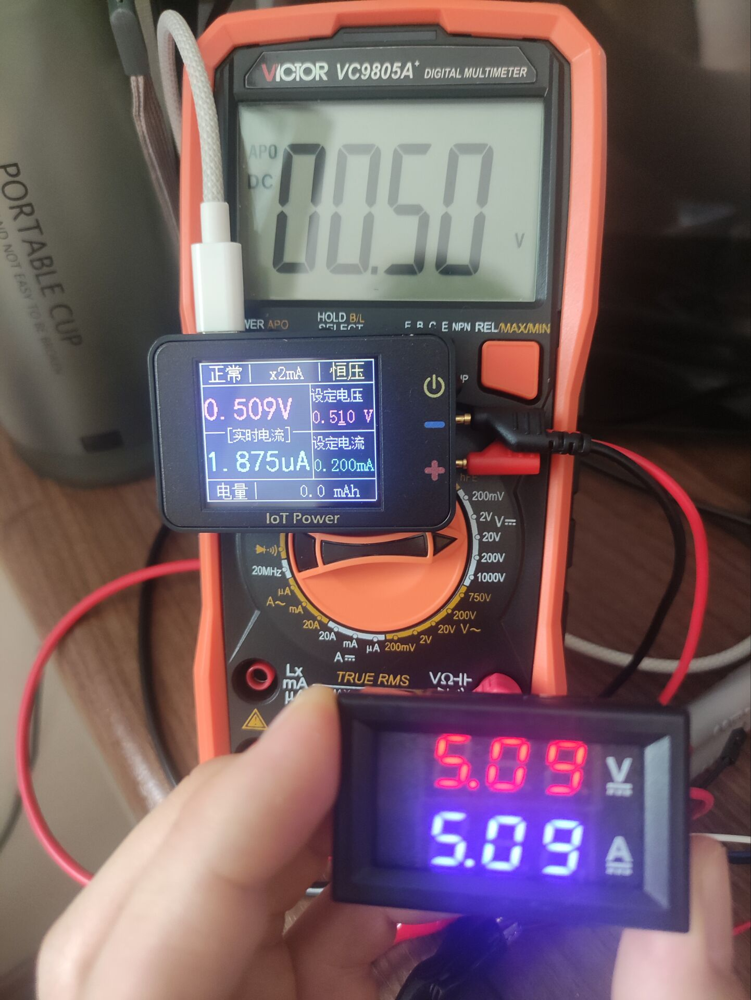 VICTOR VC9805A+ DIGITAL MULTIMETER
APO
DC
00.50
V
PORTABLE CUP
AND NOT EASY TO BE
WER APO
HOLD B/L
SELECT
E B C E NPN
REL/MAX/MIN
正常
x2mA
恒压
0.509V
设定电压
0.510 V
[实时电流]
1.875uA
设定电流
0.200mA
电量
0.0 mAh
IoT Power
hFE
200mV
2V
V
20V
200V
1000V
750V
200V
20V
V~
2V
200mV
20MHz
μA
A~
mA
20A
20A
mA
μA
A
Lx
mA
TRUE RMS
VΩ
5.09 V
5.09 A